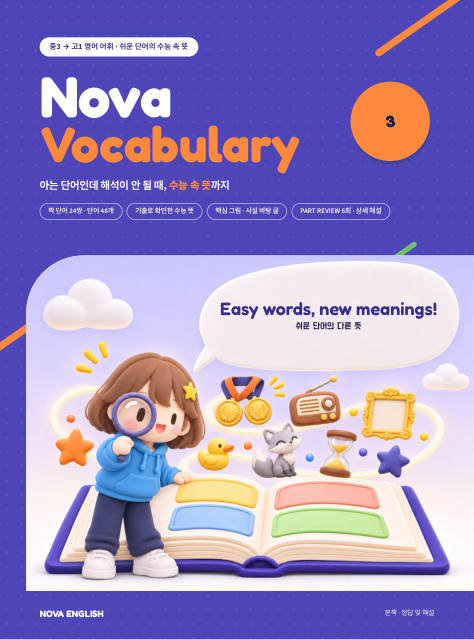 중3 → 고1 영어 어휘 · 쉬운 단어의 수능 속 뜻
Nova
Vocabulary
3
아는 단어인데 해석이 안 될 때, 수능 속 뜻까지
짝 단어 24쌍 · 단어 48개
기출로 확인한 수능 뜻
핵심 그림 · 사실 바탕 글
PART REVIEW 6회 · 상세 해설
Easy words, new meanings!
쉬운 단어의 다른 뜻
NOVA ENGLISH
본책 · 정답 및 해설